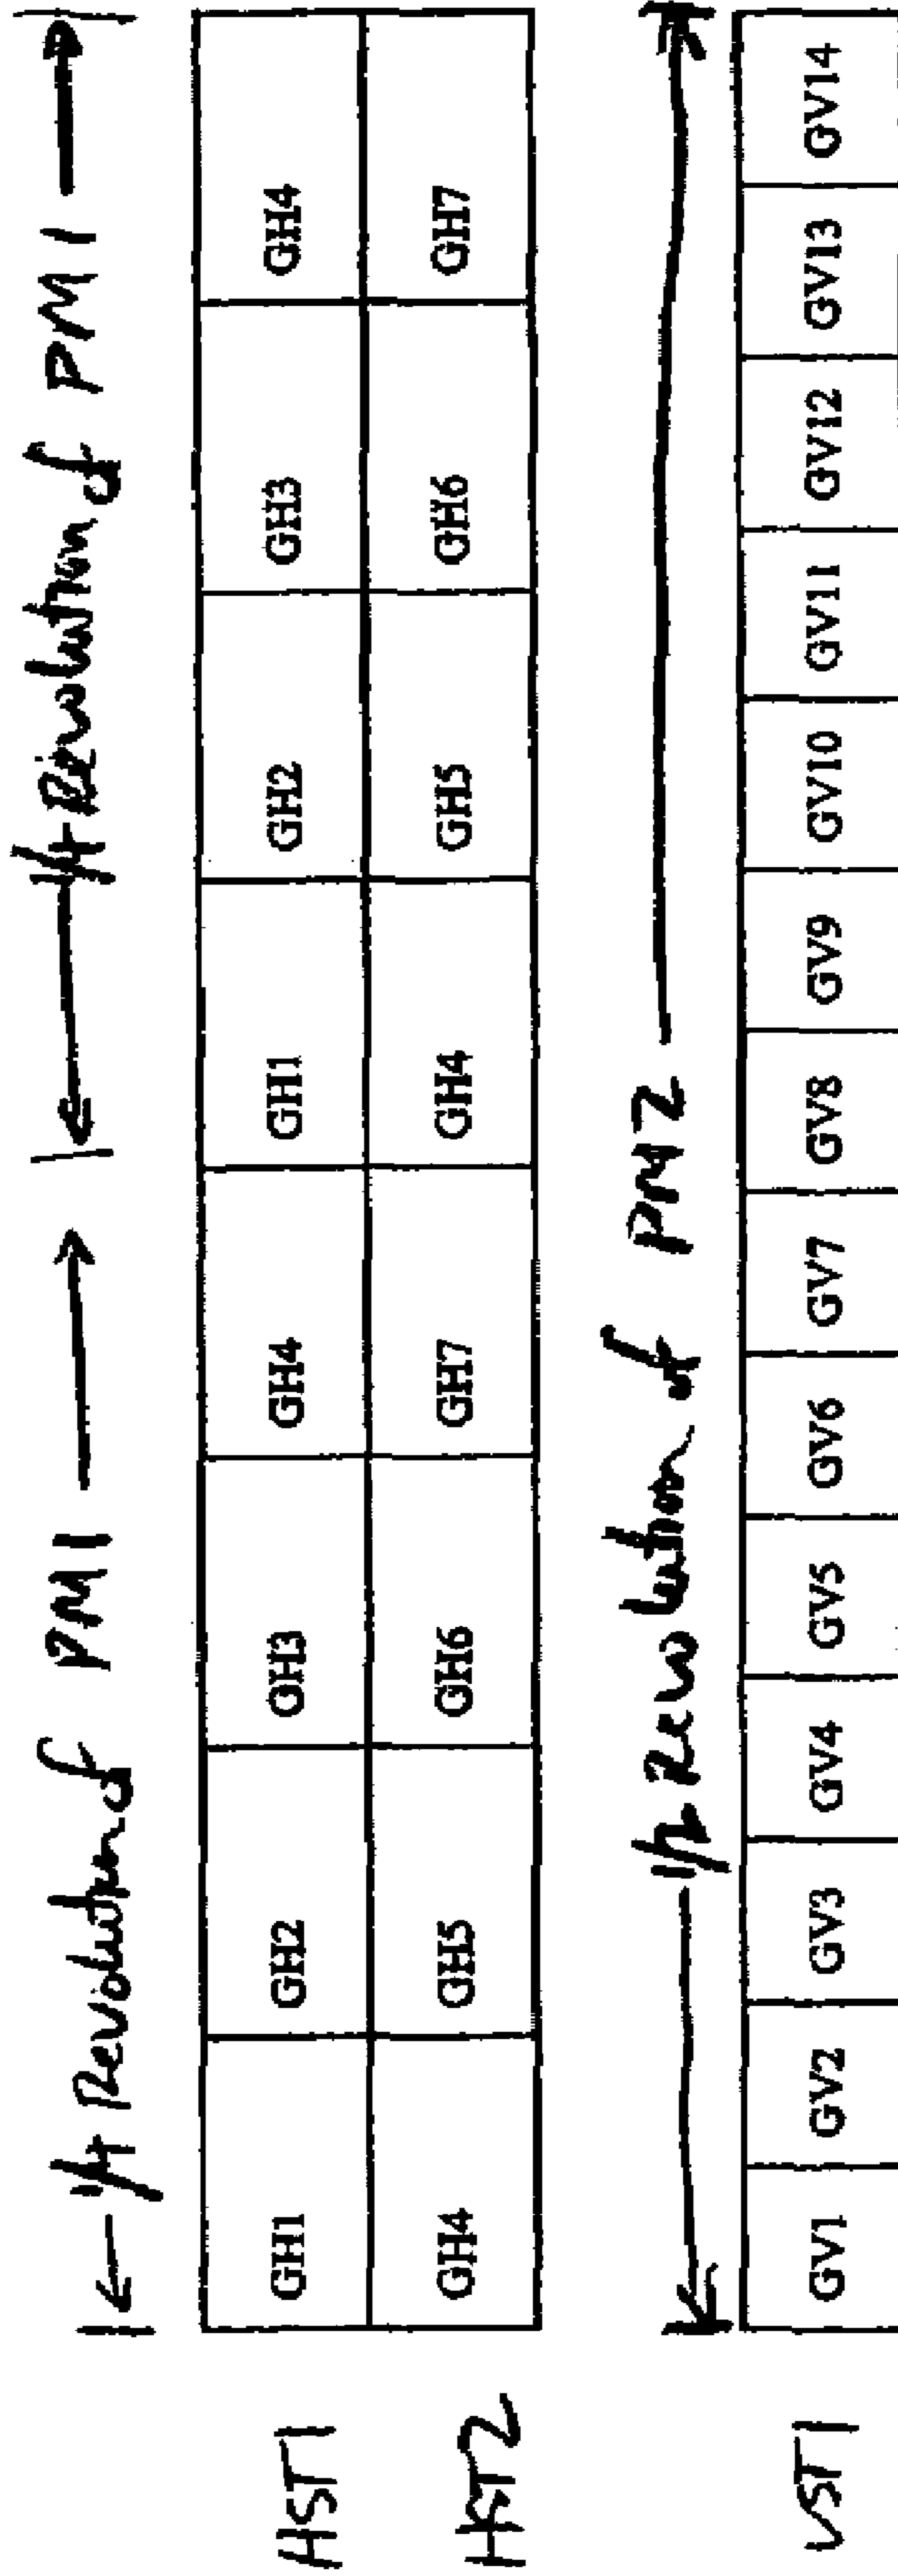 1/4 Revolution of PM1 1/4 Revolution of PM1
HST1 GH1 GH2 GH3 GH4 GH1 GH2 GH3 GH4
HST2 GH4 GH5 GH6 GH7 GH4 GH5 GH6 GH7
1/2 Revolution of PM2
VST1 GV1 GV2 GV3 GV4 GV5 GV6 GV7 GV8 GV9 GV10 GV11 GV12 GV13 GV14